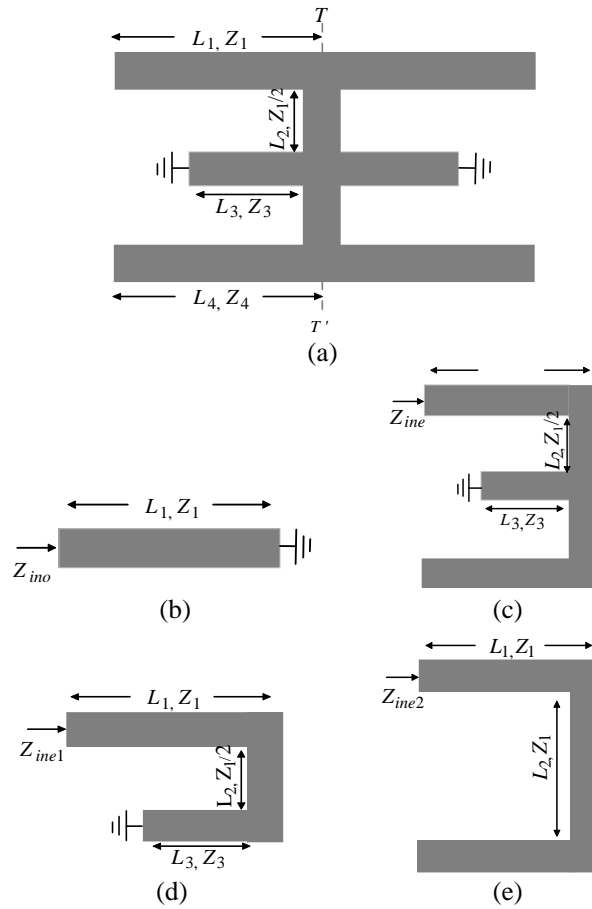 T
L1, Z1
L2, Z1/2
L3, Z3
L4, Z4
T'
(a)
Zine
L2, Z1/2
L3, Z3
L1, Z1
Zino
(b)
(c)
L1, Z1
Zine1
L2, Z1/2
L3, Z3
(d)
L1, Z1
Zine2
L2, Z1
(e)